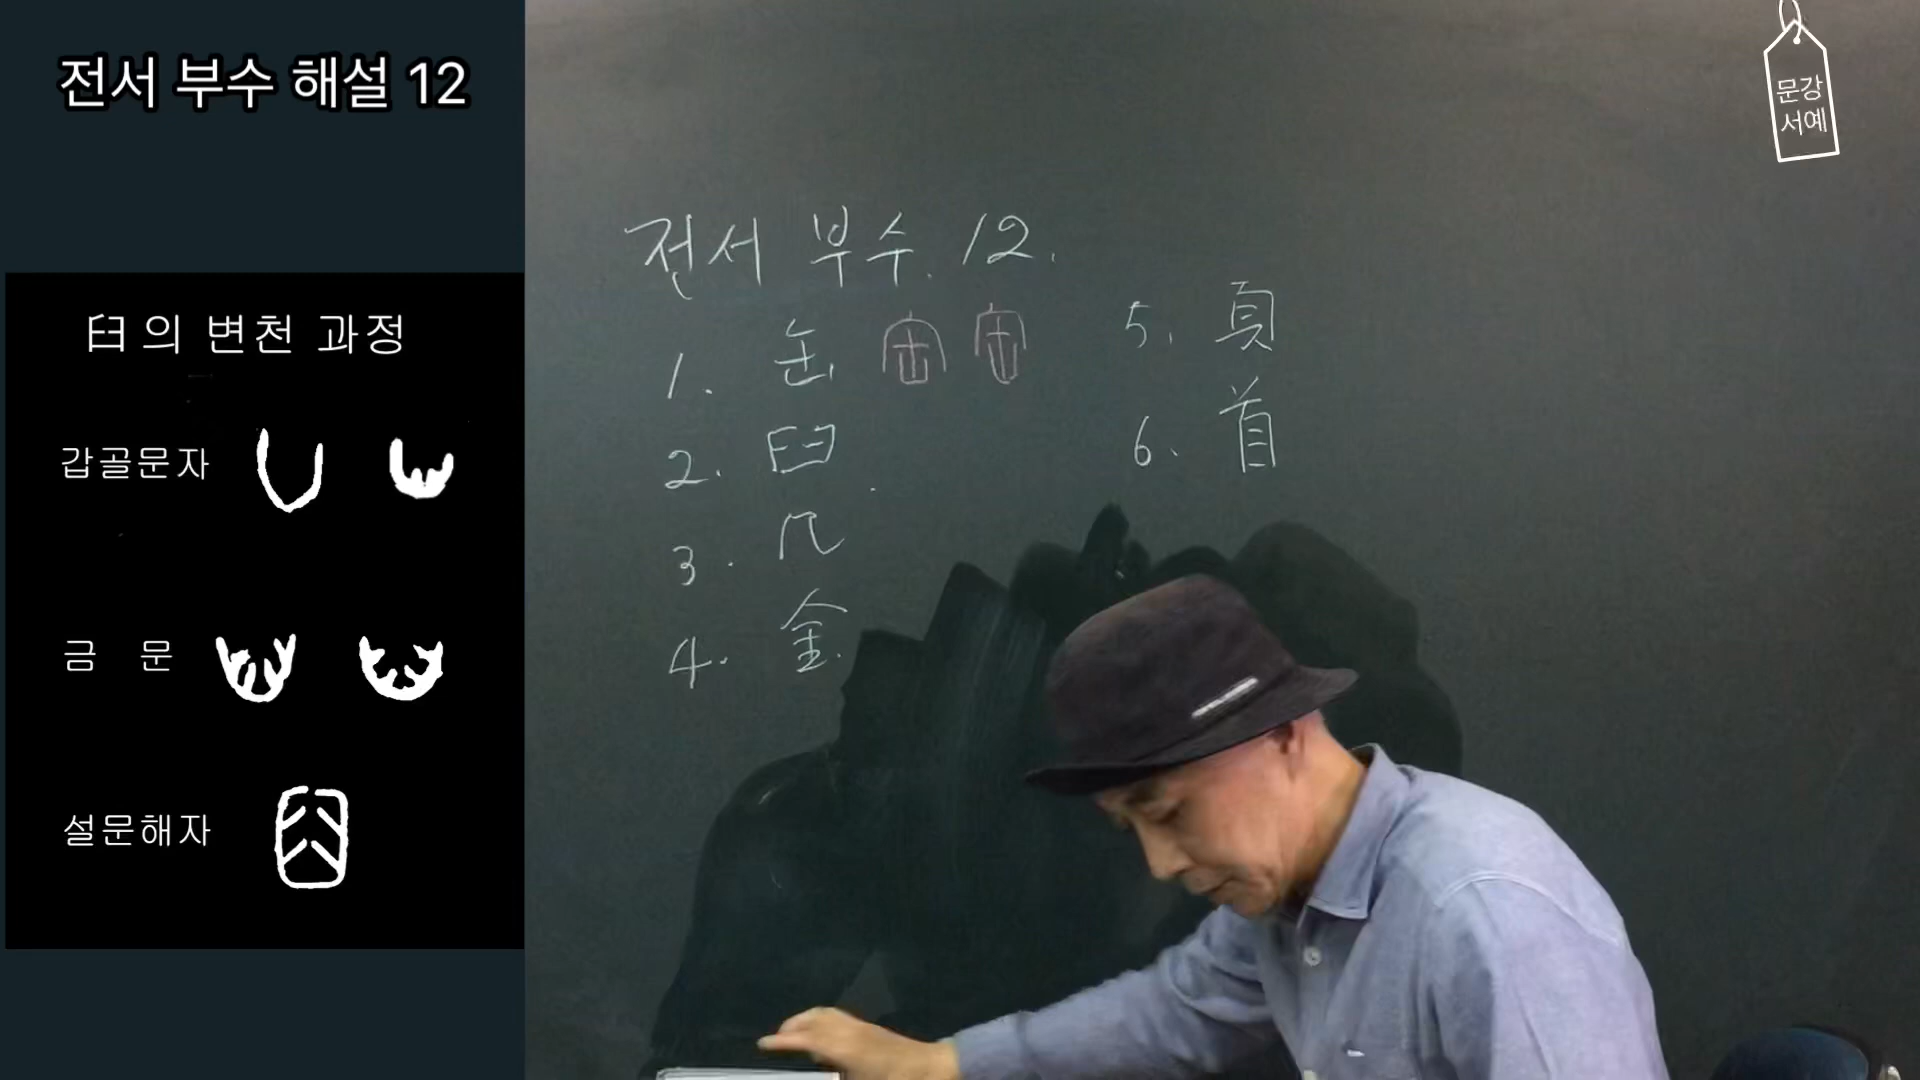 전서 부수 해설 12
臼의 변천 과정
갑골문자
금 문
설문해자
문강
서예
전서 부수. 12.
1. 缶
2. 臼
3. 几
4. 金
5. 頁
6. 首